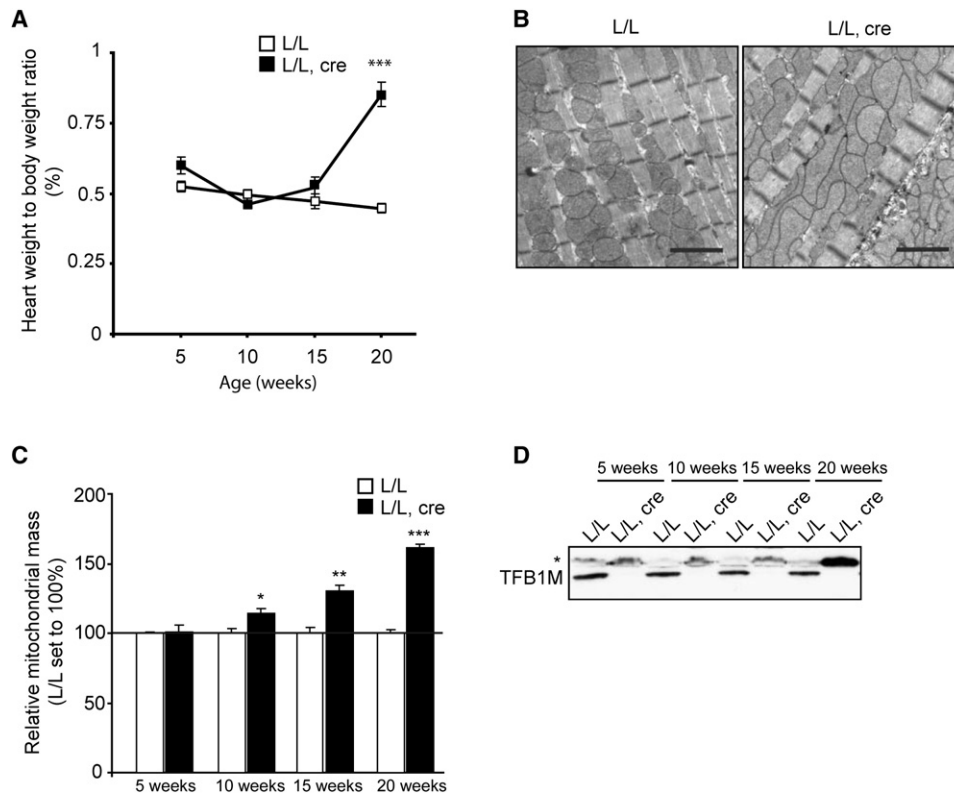 A
L/L
L/L, cre
***
1
0.75
0.5
0.25
0
5 10 15 20
Age (weeks)
Heart weight to body weight ratio
(%)
B
L/L
L/L, cre
C
L/L
L/L, cre
200
150
100
50
0
*
**
***
5 weeks 10 weeks 15 weeks 20 weeks
Relative mitochondrial mass
(L/L set to 100%)
D
5 weeks 10 weeks 15 weeks 20 weeks
L/L L/L, cre L/L L/L, cre L/L L/L, cre L/L L/L, cre
*
TFB1M